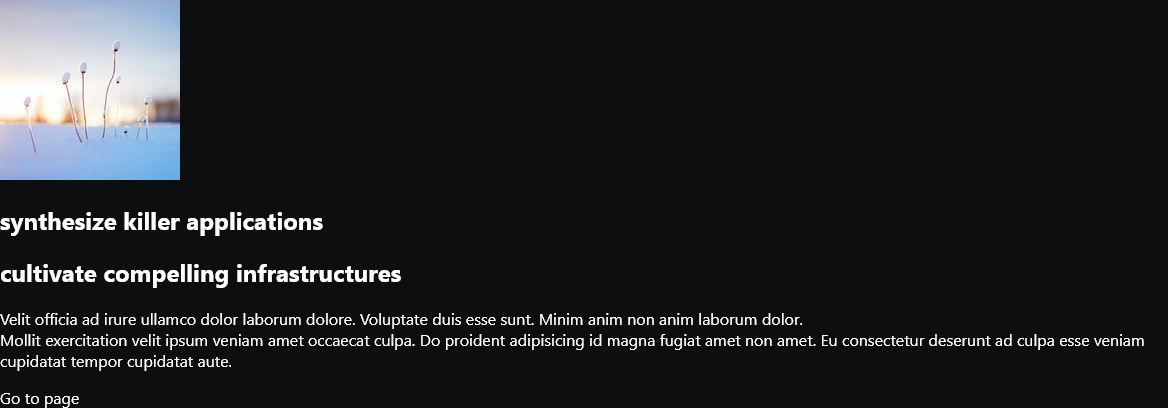 synthesize killer applications
cultivate compelling infrastructures
Velit officia ad irure ullamco dolor laborum dolore. Voluptate duis esse sunt. Minim anim non anim laborum dolor.
Mollit exercitation velit ipsum veniam amet occaecat culpa. Do proident adipisicing id magna fugiat amet non amet. Eu consectetur deserunt ad culpa esse veniam
cupidatat tempor cupidatat aute.
Go to page